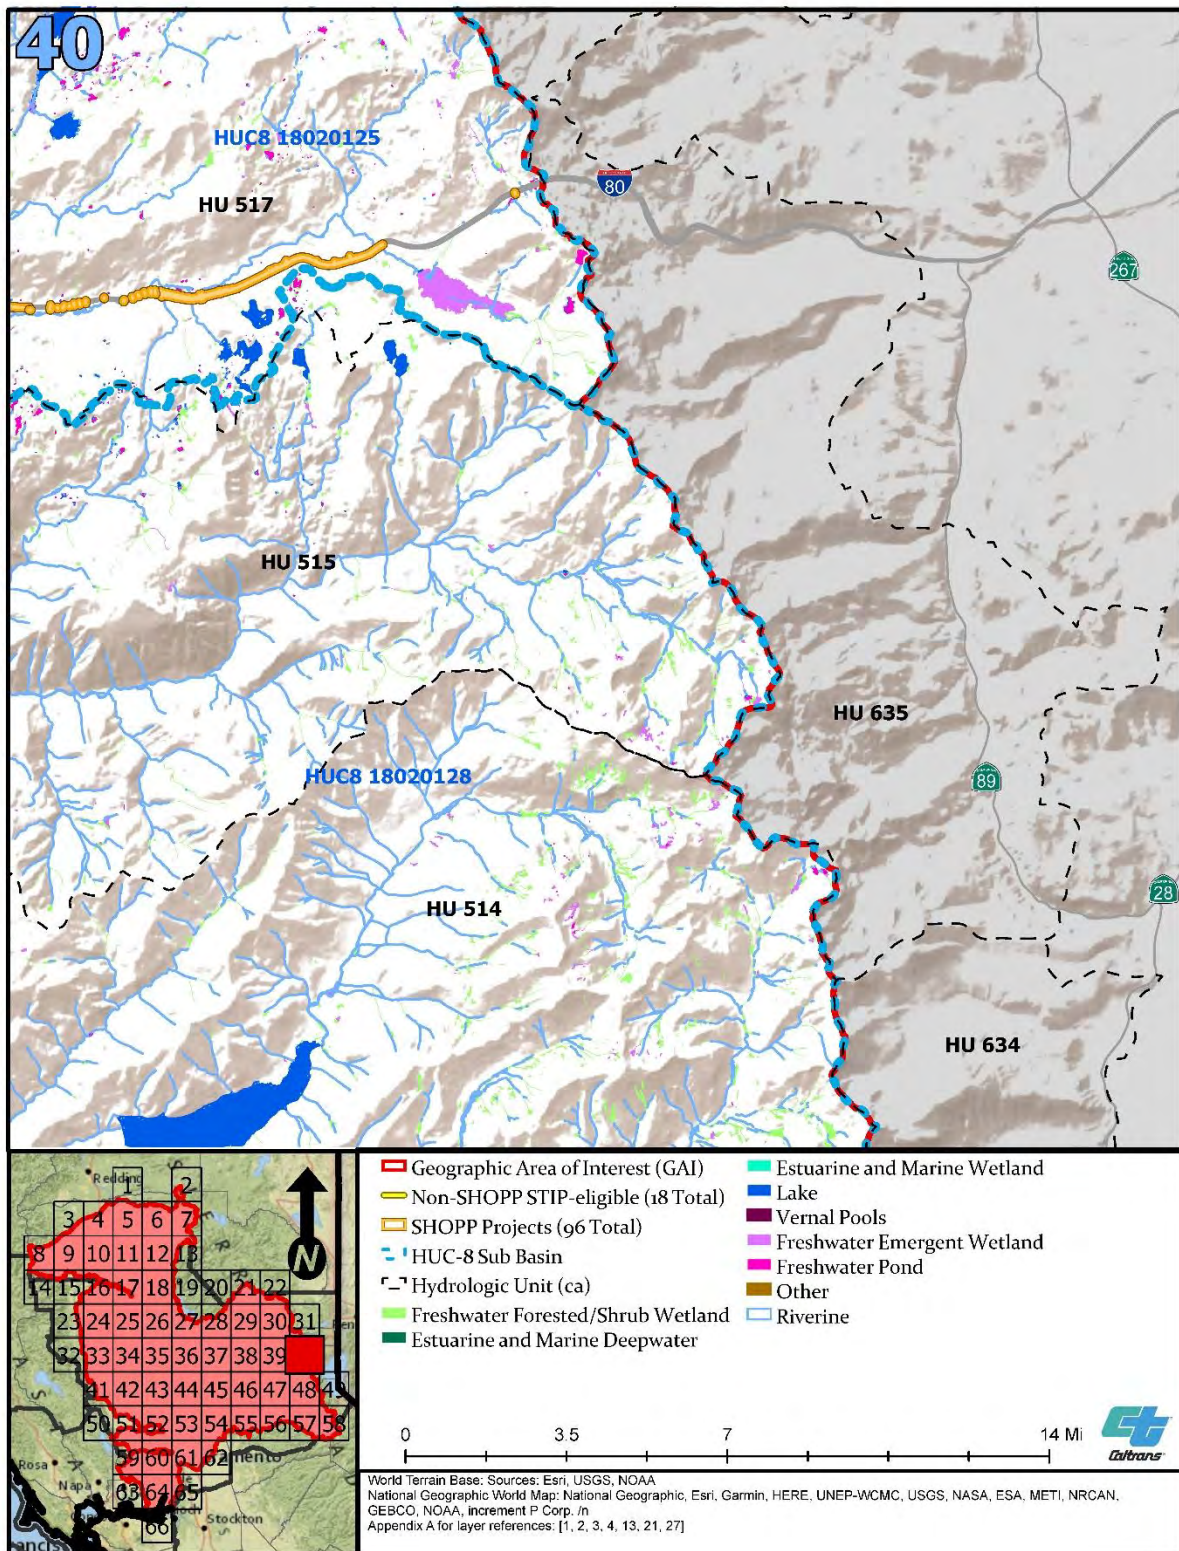 40
HUC8 18020125
HU 517
80
267
HU 515
HU 635
HUC8 18020128
89
HU 514
28
HU 634
Redding
1 2
3 4 5 6 7
8 9 10 11 12 13
14 15 16 17 18 19 20 21 22
23 24 25 26 27 28 29 30 31
32 33 34 35 36 37 38 39
41 42 43 44 45 46 47 48 49
50 51 52 53 54 55 56 57 58
59 60 61 62 mento
Rosa
Napa 63 64 65
66 Stockton
ancis
N
Geographic Area of Interest (GAI)
Non-SHOPP STIP-eligible (18 Total)
SHOPP Projects (96 Total)
HUC-8 Sub Basin
Hydrologic Unit (ca)
Freshwater Forested/Shrub Wetland
Estuarine and Marine Deepwater
Estuarine and Marine Wetland
Lake
Vernal Pools
Freshwater Emergent Wetland
Freshwater Pond
Other
Riverine
0 3.5 7 14 Mi
ct
Caltrans
World Terrain Base: Sources: Esri, USGS, NOAA
National Geographic World Map: National Geographic, Esri, Garmin, HERE, UNEP-WCMC, USGS, NASA, ESA, METI, NRCAN,
GEBCO, NOAA, increment P Corp. /n
Appendix A for layer references: [1, 2, 3, 4, 13, 21, 27]